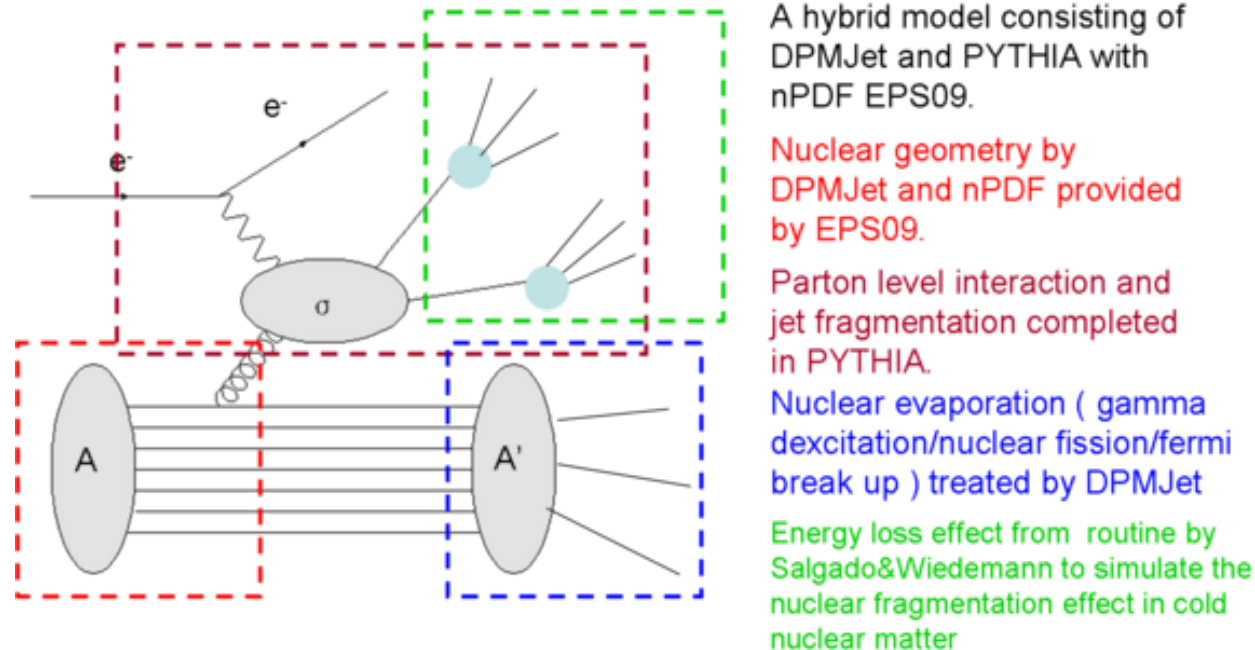 e-
e-
σ
A
A'
A hybrid model consisting of
DPMJet and PYTHIA with
nPDF EPS09.
Nuclear geometry by
DPMJet and nPDF provided
by EPS09.
Parton level interaction and
jet fragmentation completed
in PYTHIA.
Nuclear evaporation ( gamma
dexcitation/nuclear fission/fermi
break up ) treated by DPMJet
Energy loss effect from routine by
Salgado&Wiedemann to simulate the
nuclear fragmentation effect in cold
nuclear matter